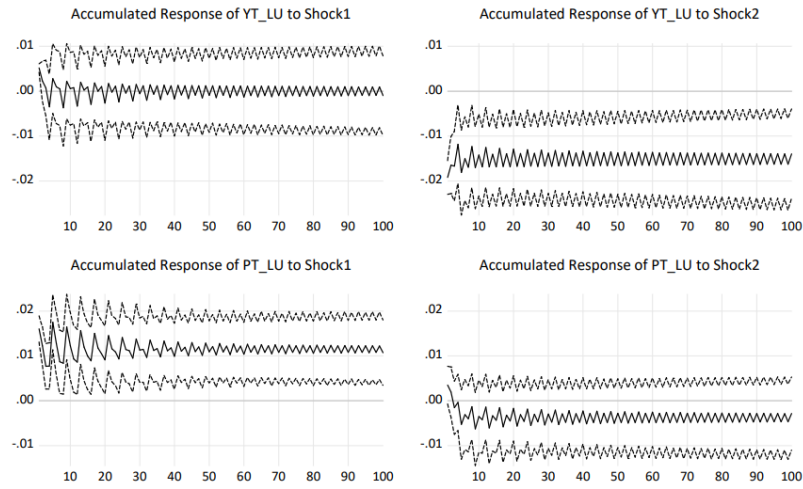 Accumulated Response of YT_LU to Shock1
.01
.00
-.01
-.02
10 20 30 40 50 60 70 80 90 100
Accumulated Response of YT_LU to Shock2
.01
.00
-.01
-.02
10 20 30 40 50 60 70 80 90 100
Accumulated Response of PT_LU to Shock1
.02
.01
.00
-.01
10 20 30 40 50 60 70 80 90 100
Accumulated Response of PT_LU to Shock2
.02
.01
.00
-.01
10 20 30 40 50 60 70 80 90 100